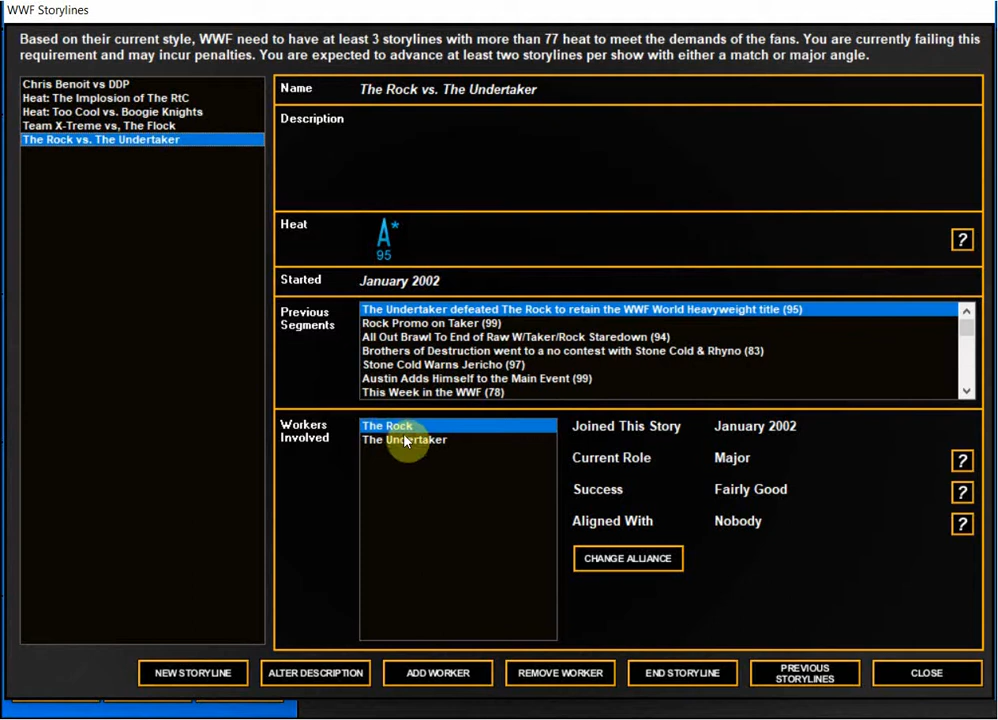 WWF Storylines
Based on their current style, WWF need to have at least 3 storylines with more than 77 heat to meet the demands of the fans. You are currently failing this
requirement and may incur penalties. You are expected to advance at least two storylines per show with either a match or major angle.
Chris Benoit vs DDP
Heat: The Implosion of The RtC
Heat: Too Cool vs. Boogie Knights
Team X-Treme vs, The Flock
The Rock vs. The Undertaker
Name
The Rock vs. The Undertaker
Description
Heat
A*
95
?
Started
January 2002
Previous
Segments
The Undertaker defeated The Rock to retain the WWF World Heavyweight title (95)
Rock Promo on Taker (99)
All Out Brawl To End of Raw W/Taker/Rock Staredown (94)
Brothers of Destruction went to a no contest with Stone Cold & Rhyno (83)
Stone Cold Warns Jericho (97)
Austin Adds Himself to the Main Event (99)
This Week in the WWF (78)
Workers
Involved
The Rock
The Undertaker
Joined This Story
January 2002
Current Role
Major
?
Success
Fairly Good
?
Aligned With
Nobody
?
CHANGE ALLIANCE
NEW STORYLINE
ALTER DESCRIPTION
ADD WORKER
REMOVE WORKER
END STORYLINE
PREVIOUS
STORYLINES
CLOSE